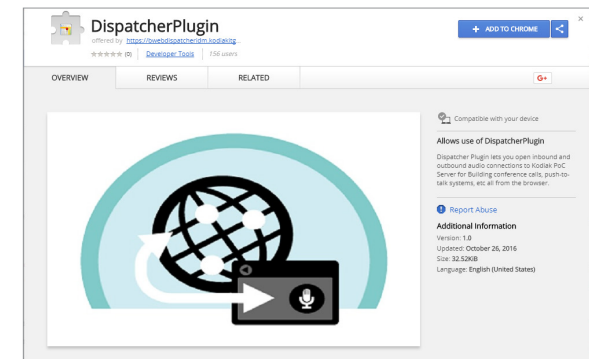 DispatcherPlugin
offered by https://bwebdispatcherldm.kodiakitg...
(0) Developer Tools 156 users
+ ADD TO CHROME
×
OVERVIEW REVIEWS RELATED
G+
Compatible with your device
Allows use of DispatcherPlugin
Dispatcher Plugin lets you open inbound and
outbound audio connections to Kodiak PoC
Server for Building conference calls, push-to-
talk systems, etc all from the browser.
Report Abuse
Additional Information
Version: 1.0
Updated: October 26, 2016
Size: 32.52KiB
Language: English (United States)